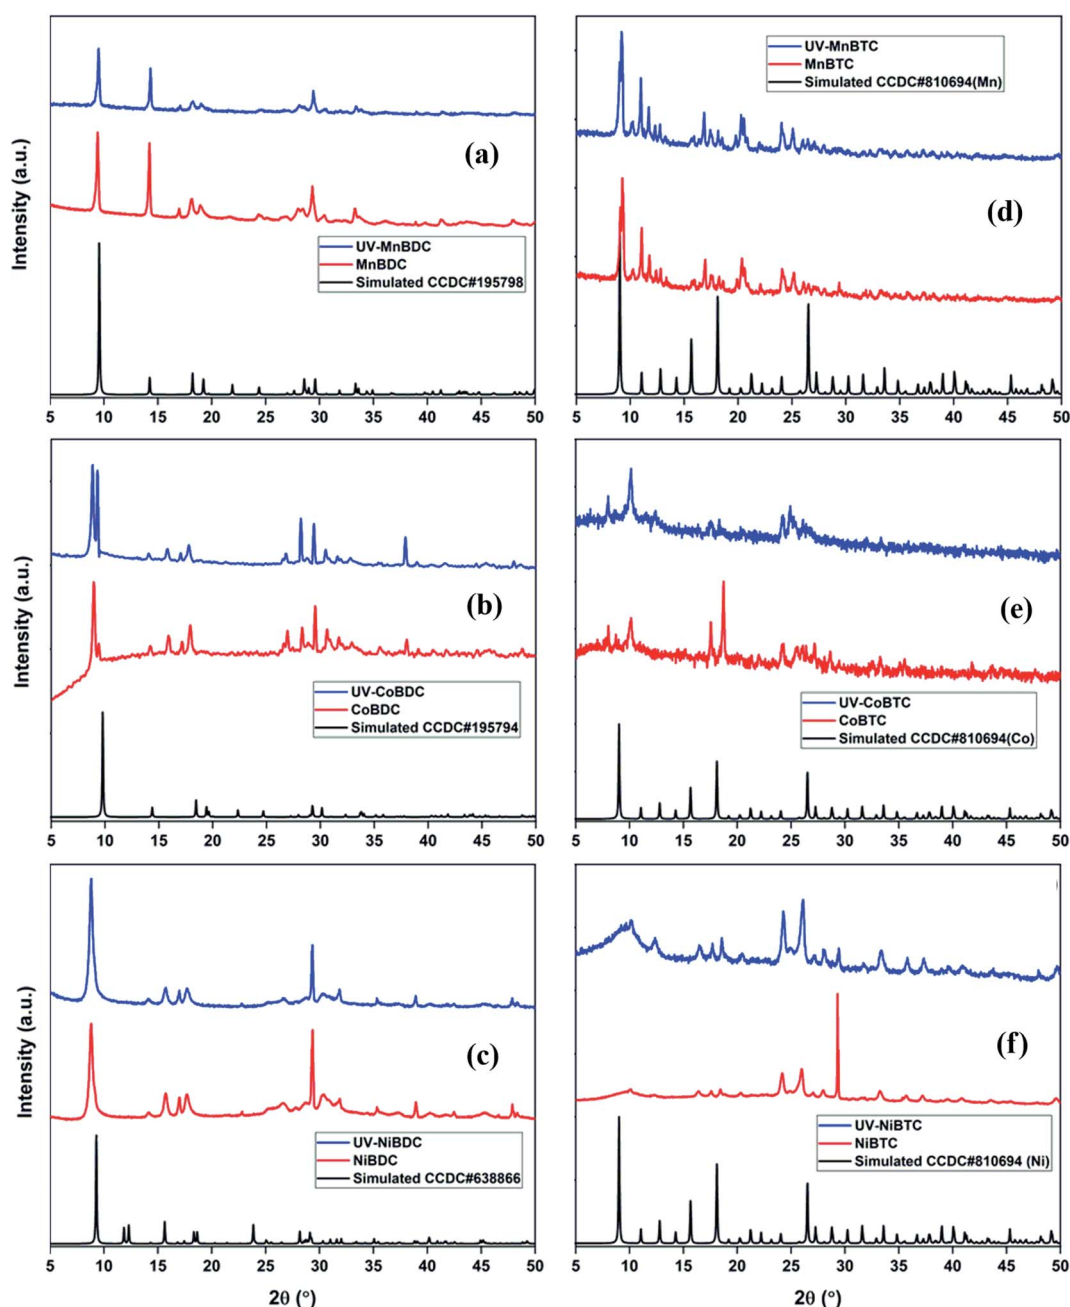 Intensity (a.u.)
(a)
UV-MnBDC
MnBDC
Simulated CCDC#195798
5 10 15 20 25 30 35 40 45 50
UV-MnBTC
MnBTC
Simulated CCDC#810694(Mn)
(d)
5 10 15 20 25 30 35 40 45 50
Intensity (a.u.)
(b)
UV-CoBDC
CoBDC
Simulated CCDC#195794
5 10 15 20 25 30 35 40 45 50
(e)
UV-CoBTC
CoBTC
Simulated CCDC#810694(Co)
5 10 15 20 25 30 35 40 45 50
Intensity (a.u.)
(c)
UV-NiBDC
NiBDC
Simulated CCDC#638866
5 10 15 20 25 30 35 40 45 50
2θ (°)
(f)
UV-NiBTC
NiBTC
Simulated CCDC#810694 (Ni)
5 10 15 20 25 30 35 40 45 50
2θ (°)